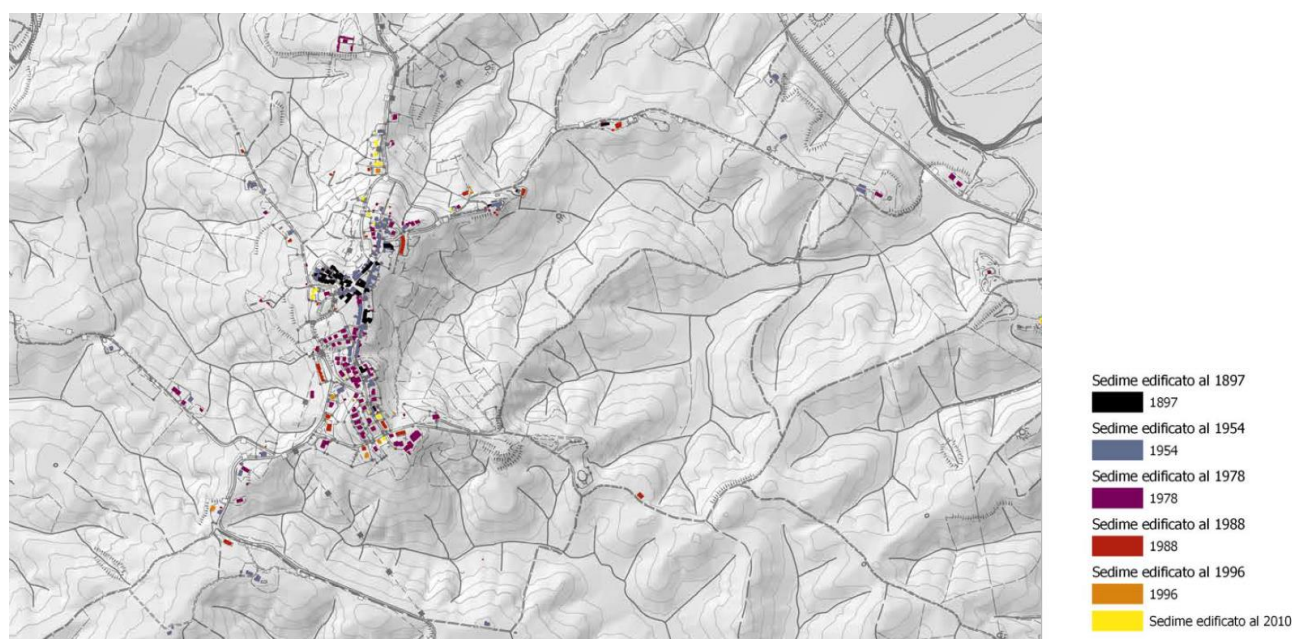 Sedime edificato al 1897
1897
Sedime edificato al 1954
1954
Sedime edificato al 1978
1978
Sedime edificato al 1988
1988
Sedime edificato al 1996
1996
Sedime edificato al 2010